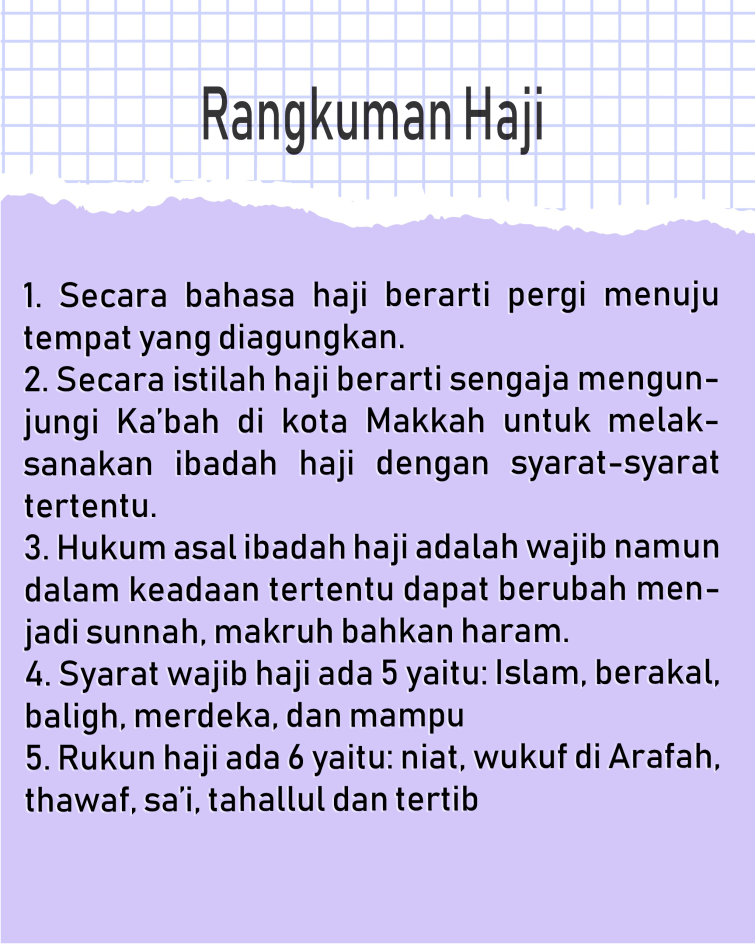 Rangkuman Haji
1. Secara bahasa haji berarti pergi menuju
tempat yang diagungkan.
2. Secara istilah haji berarti sengaja mengun-
jungi Ka'bah di kota Makkah untuk melak-
sanakan ibadah haji dengan syarat-syarat
tertentu.
3. Hukum asal ibadah haji adalah wajib namun
dalam keadaan tertentu dapat berubah men-
jadi sunnah, makruh bahkan haram.
4. Syarat wajib haji ada 5 yaitu: Islam, berakal,
baligh, merdeka, dan mampu
5. Rukun haji ada 6 yaitu: niat, wukuf di Arafah,
thawaf, sa'i, tahallul dan tertib